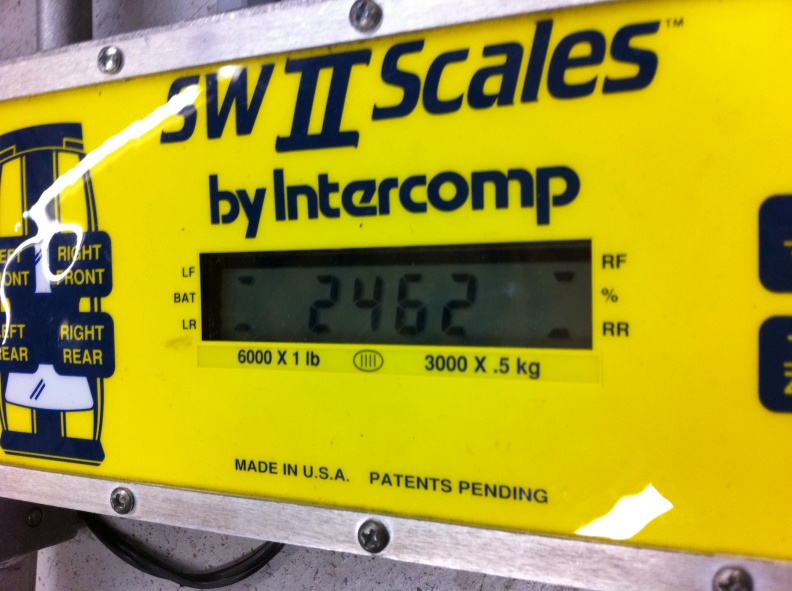 SW II Scales™
by Intercomp
RIGHT
FRONT
RIGHT
REAR
LF
BAT
LR
2462
RF
%
RR
6000 X 1 lb
3000 X .5 kg
MADE IN U.S.A. PATENTS PENDING